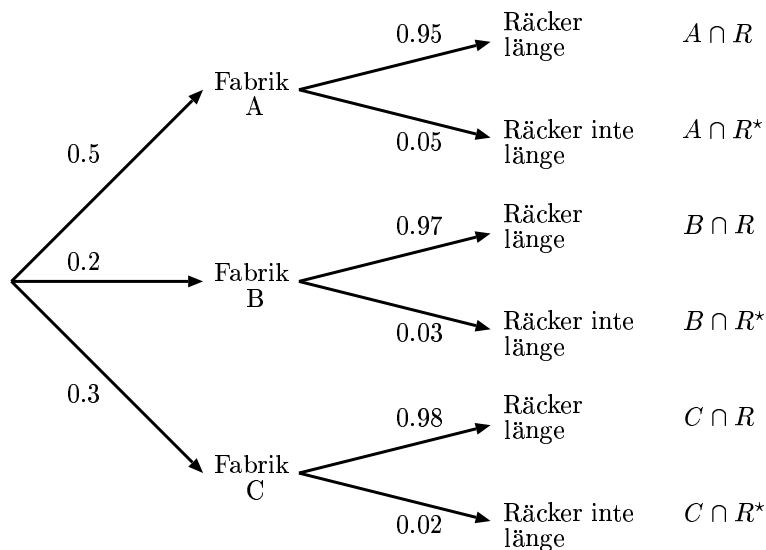 0.5
0.2
0.3
Fabrik
A
0.95
Räcker
länge
A ∩ R
0.05
Räcker inte
länge
A ∩ R⋆
Fabrik
B
0.97
Räcker
länge
B ∩ R
0.03
Räcker inte
länge
B ∩ R⋆
Fabrik
C
0.98
Räcker
länge
C ∩ R
0.02
Räcker inte
länge
C ∩ R⋆